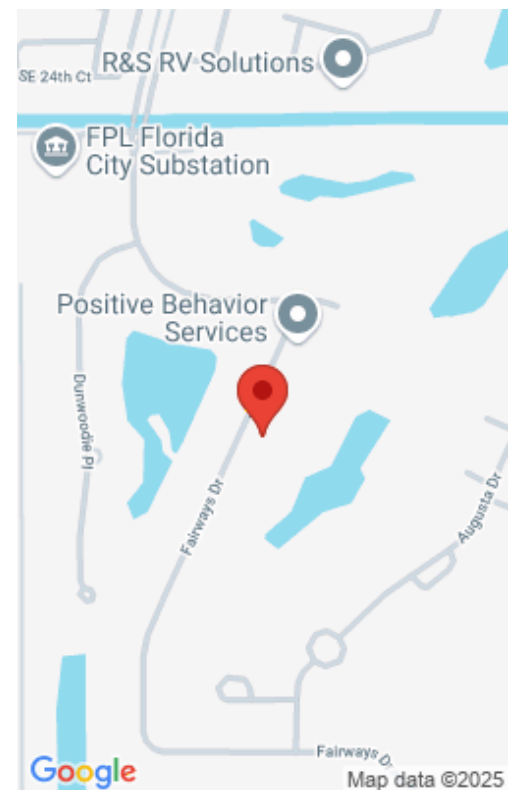 R&S RV Solutions
SE 24th Ct
FPL Florida
City Substation
Positive Behavior
Services
Dunwoodie Pl
Fairways Dr
Augusta Dr
Fairways D
Google
Map data ©2025